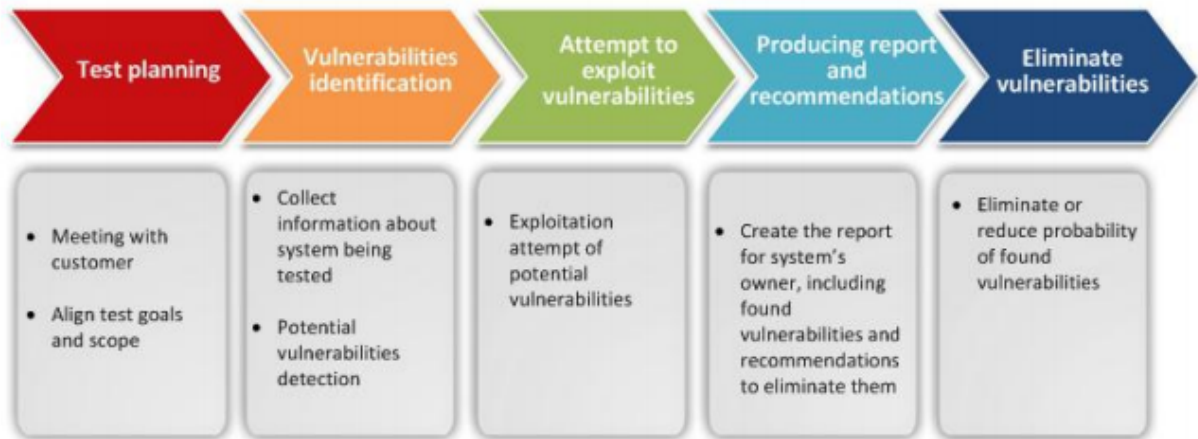 Test planning
Vulnerabilities
identification
Attempt to
exploit
vulnerabilities
Producing report
and
recommendations
Eliminate
vulnerabilities
• Meeting with
customer
• Align test goals
and scope
• Collect
information about
system being
tested
• Potential
vulnerabilities
detection
• Exploitation
attempt of
potential
vulnerabilities
• Create the report
for system's
owner, including
found
vulnerabilities and
recommendations
to eliminate them
• Eliminate or
reduce probability
of found
vulnerabilities